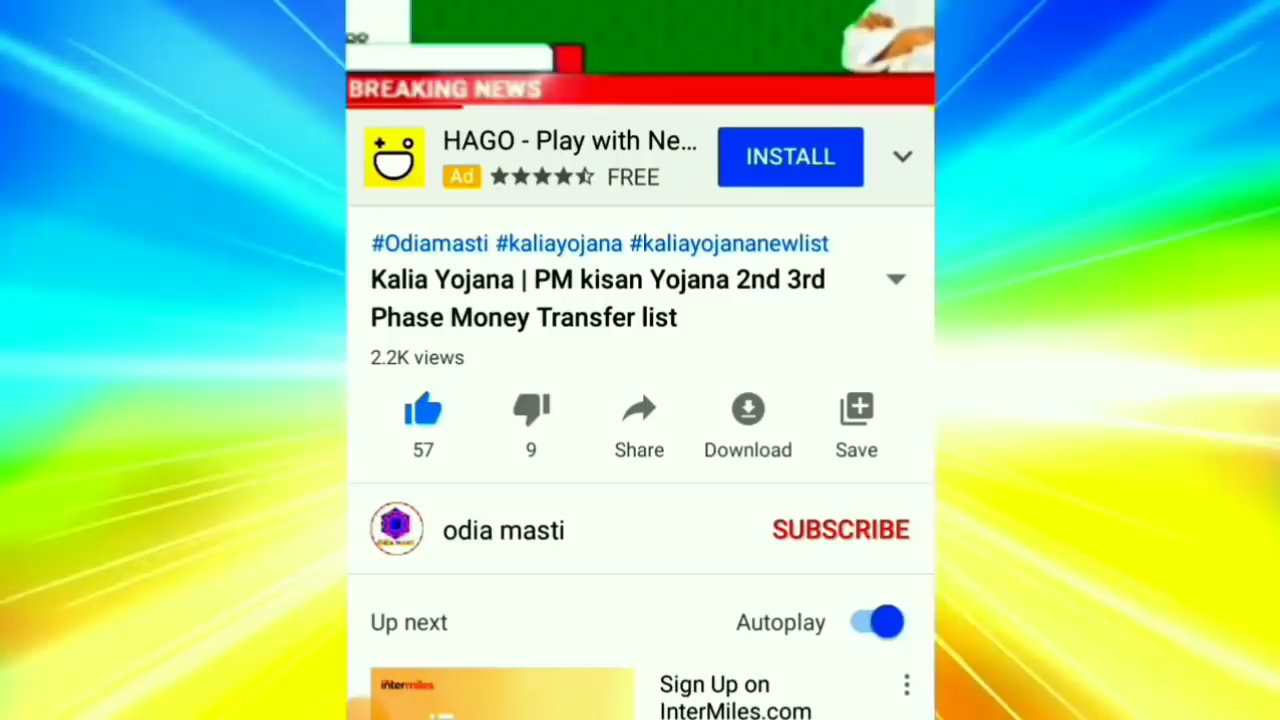 BREAKING NEWS
HAGO - Play with Ne...
INSTALL
Ad
FREE
#Odiamasti #kaliayojana #kaliayojananewlist
Kalia Yojana | PM kisan Yojana 2nd 3rd
Phase Money Transfer list
2.2K views
57
9
Share
Download
Save
odia masti
SUBSCRIBE
Up next
Autoplay
intermiles
Sign Up on
InterMiles.com